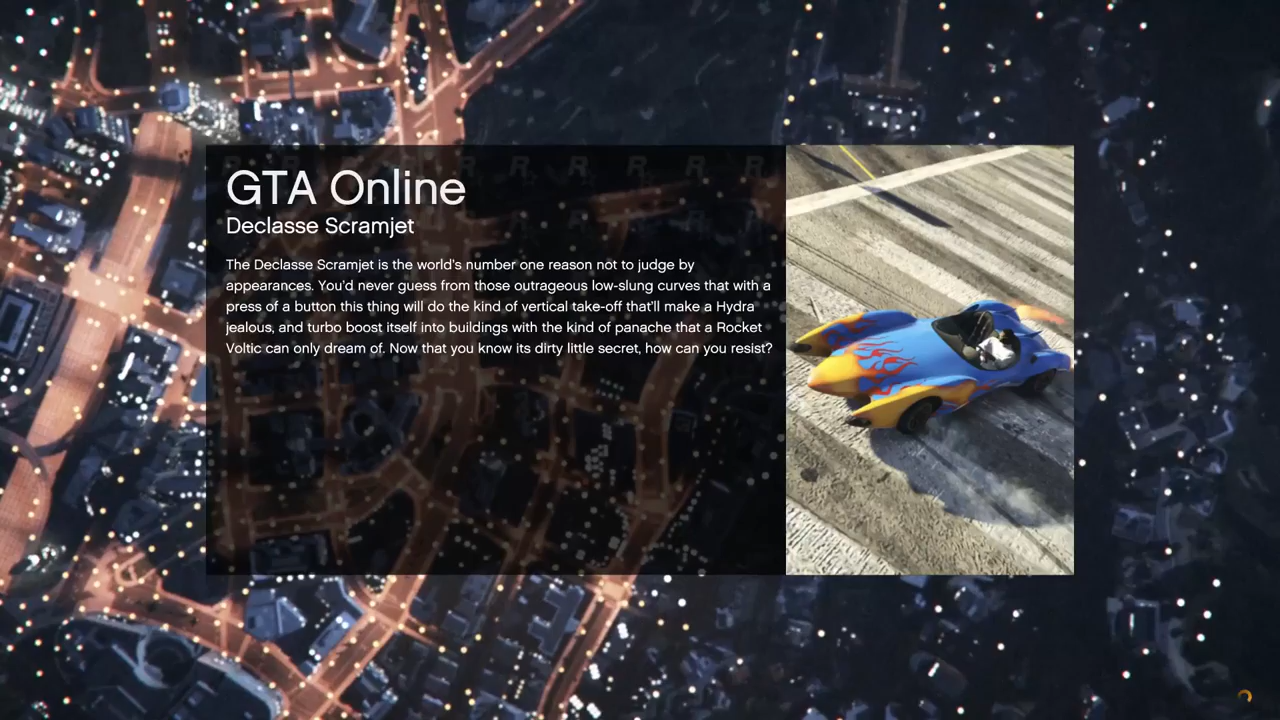 GTA Online
Declasse Scramjet
The Declasse Scramjet is the world's number one reason not to judge by
appearances. You'd never guess from those outrageous low-slung curves that with a
press of a button this thing will do the kind of vertical take-off that'll make a Hydra
jealous, and turbo boost itself into buildings with the kind of panache that a Rocket
Voltic can only dream of. Now that you know its dirty little secret, how can you resist?